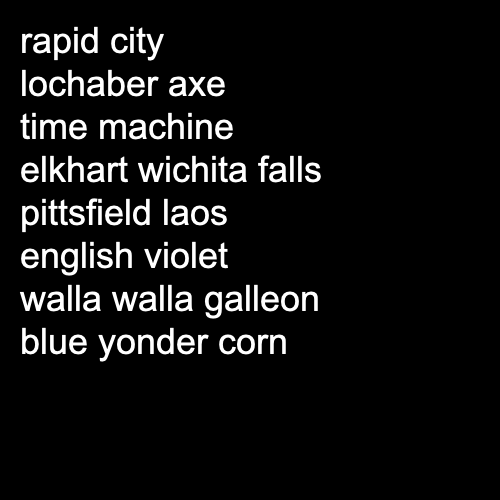 rapid city
lochaber axe
time machine
elkhart wichita falls
pittsfield laos
english violet
walla walla galleon
blue yonder corn